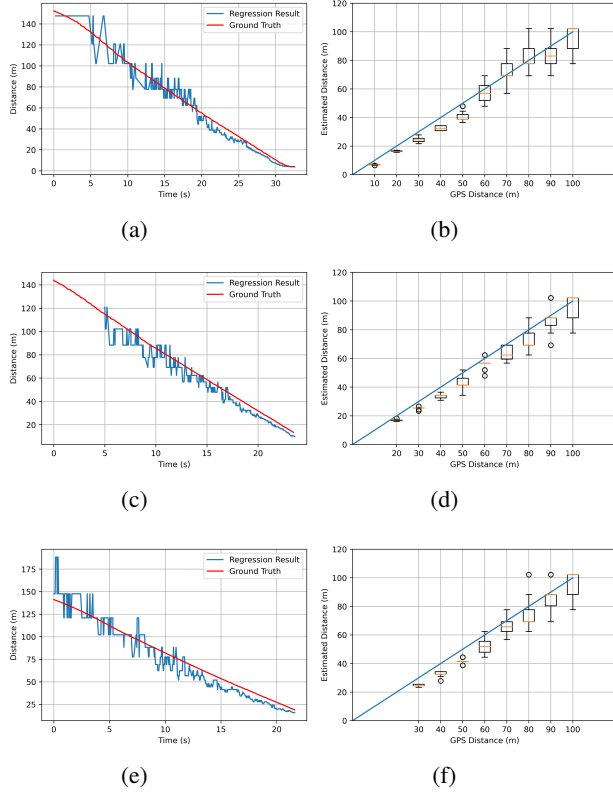 Regression Result
Ground Truth
140
120
100
80
60
40
20
0
Distance (m)
0 5 10 15 20 25 30
Time (s)
(a)
120
100
80
60
40
20
0
Estimated Distance (m)
10 20 30 40 50 60 70 80 90 100
GPS Distance (m)
(b)
Regression Result
Ground Truth
140
120
100
80
60
40
20
Distance (m)
0 5 10 15 20
Time (s)
(c)
120
100
80
60
40
20
0
Estimated Distance (m)
20 30 40 50 60 70 80 90 100
GPS Distance (m)
(d)
Regression Result
Ground Truth
175
150
125
100
75
50
25
Distance (m)
0 5 10 15 20
Time (s)
(e)
120
100
80
60
40
20
0
Estimated Distance (m)
30 40 50 60 70 80 90 100
GPS Distance (m)
(f)